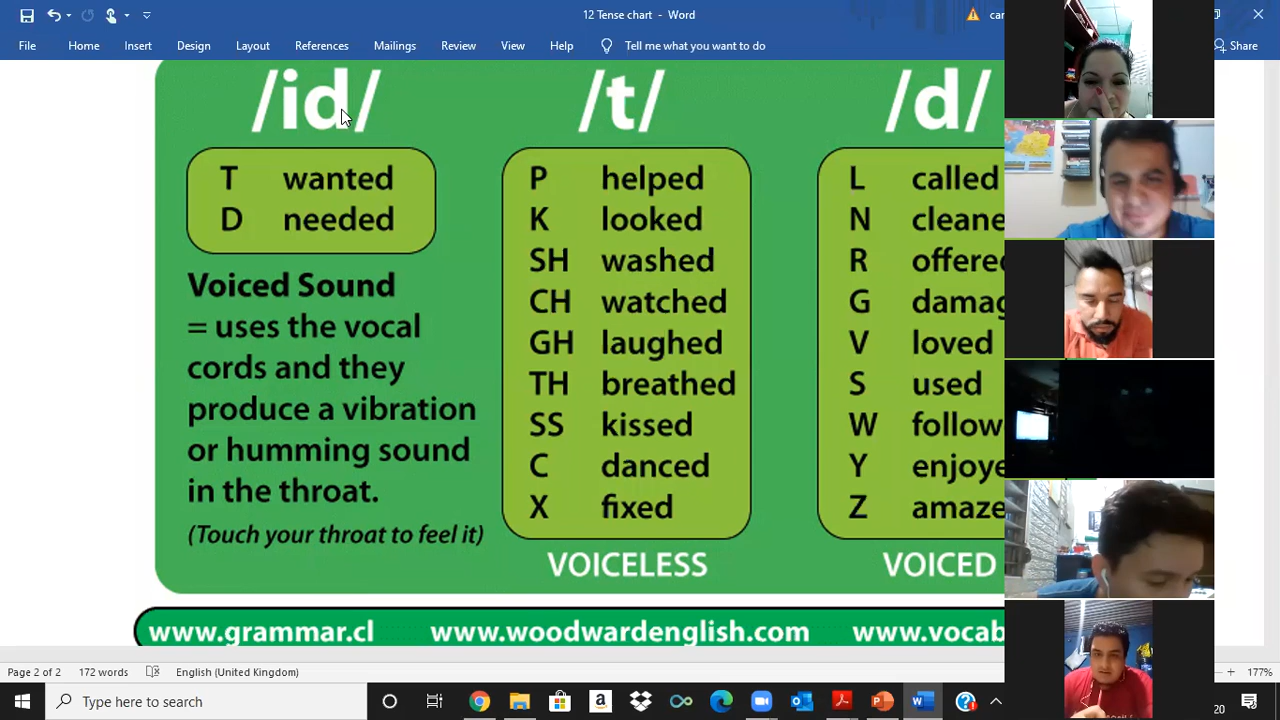 12 Tense chart - Word
File Home Insert Design Layout References Mailings Review View Help Tell me what you want to do Share
/id/ /t/ /d/
T wanted
D needed
P helped
K looked
SH washed
CH watched
GH laughed
TH breathed
SS kissed
C danced
X fixed
VOICELESS
L called
N cleane
R offered
G damag
V loved
S used
W follow
Y enjoye
Z amaze
VOICED
Voiced Sound
= uses the vocal
cords and they
produce a vibration
or humming sound
in the throat.
(Touch your throat to feel it)
www.grammar.cl www.woodwardenglish.com www.vocab
Page 2 of 2 172 words English (United Kingdom) 177%
Type here to search
20